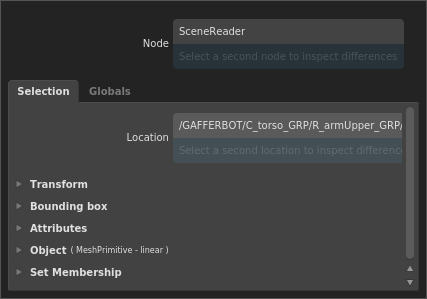 Node
SceneReader
Select a second node to inspect differences
Selection
Globals
Location
/GAFFERBOT/C_torso_GRP/R_armUpper_GRP/
Select a second location to inspect differenc
Transform
Bounding box
Attributes
Object ( MeshPrimitive - linear )
Set Membership